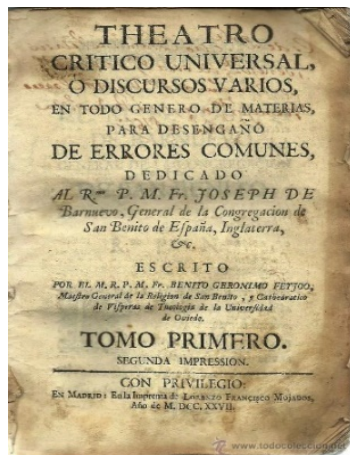 THEATRO
CRITICO UNIVERSAL,
Ò DISCURSOS VARIOS,
EN TODO GENERO DE MATERIAS,
PARA DESENGAÑO
DE ERRORES COMUNES,
DEDICADO
AL Rmo P. M. Fr. JOSEPH DE
Barnuevo, General de la Congregacion de
San Benito de España, Inglaterra,
&c.
ESCRITO
POR EL M. R. P. M. Fr. BENITO GERONIMO FEYJOO,
Maestro General de la Religion de San Benito, y Cathedratico
de Visperas de Theologia de la Universidad
de Oviedo.
TOMO PRIMERO.
SEGUNDA IMPRESSION.
CON PRIVILEGIO:
EN MADRID: En la Imprenta de LORENZO FRANCISCO MOJADOS,
Año de M. DCC. XXVII.
www.todocoleccion.net